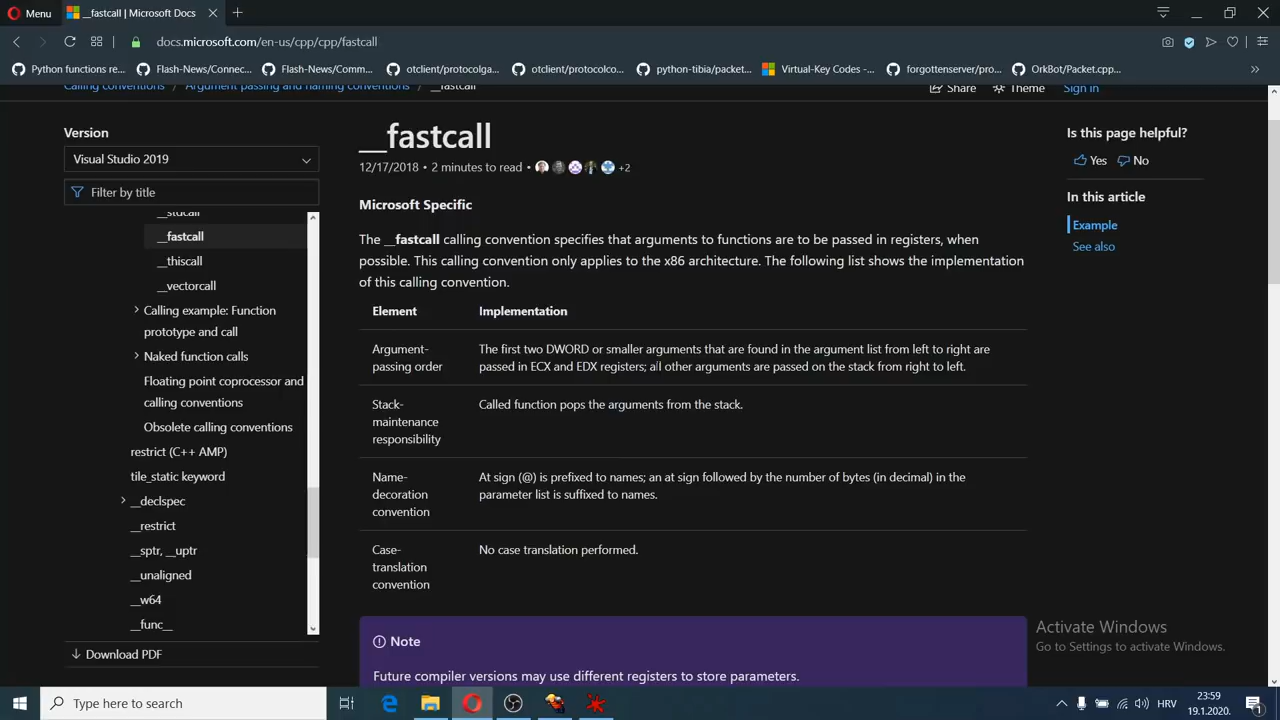 Menu
__fastcall | Microsoft Docs
docs.microsoft.com/en-us/cpp/cpp/fastcall
Python functions re...
Flash-News/Connec...
Flash-News/Comm...
otclient/protocolga...
otclient/protocolco...
python-tibia/packet...
Virtual-Key Codes -...
forgottenserver/pro...
OrkBot/Packet.cpp...
Calling conventions / Argument passing and naming conventions / __fastcall
Share
Theme
Sign in
Version
Visual Studio 2019
Filter by title
__stdcall
__fastcall
__thiscall
__vectorcall
Calling example: Function
prototype and call
Naked function calls
Floating point coprocessor and
calling conventions
Obsolete calling conventions
restrict (C++ AMP)
tile_static keyword
__declspec
__restrict
__sptr, __uptr
__unaligned
__w64
__func__
Download PDF
__fastcall
12/17/2018 • 2 minutes to read • +2
Microsoft Specific
The __fastcall calling convention specifies that arguments to functions are to be passed in registers, when
possible. This calling convention only applies to the x86 architecture. The following list shows the implementation
of this calling convention.
Element
Implementation
Argument-
passing order
The first two DWORD or smaller arguments that are found in the argument list from left to right are
passed in ECX and EDX registers; all other arguments are passed on the stack from right to left.
Stack-
maintenance
responsibility
Called function pops the arguments from the stack.
Name-
decoration
convention
At sign (@) is prefixed to names; an at sign followed by the number of bytes (in decimal) in the
parameter list is suffixed to names.
Case-
translation
convention
No case translation performed.
Note
Future compiler versions may use different registers to store parameters.
Is this page helpful?
Yes
No
In this article
Example
See also
Activate Windows
Go to Settings to activate Windows.
Type here to search
HRV
23:59
19.1.2020.
1